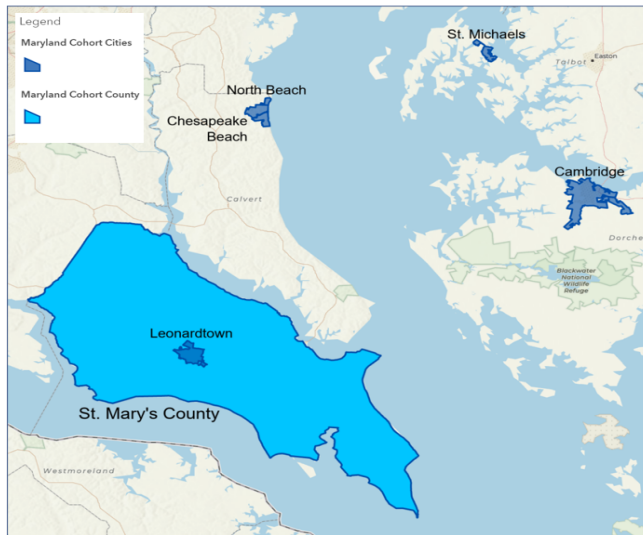 Legend
Maryland Cohort Cities
Maryland Cohort County
St. Michaels
Talbot
Easton
North Beach
Chesapeake
Beach
Cambridge
Calvert
Dorche
Blackwater
National
Wildlife
Refuge
Leonardtown
St. Mary's County
Westmoreland